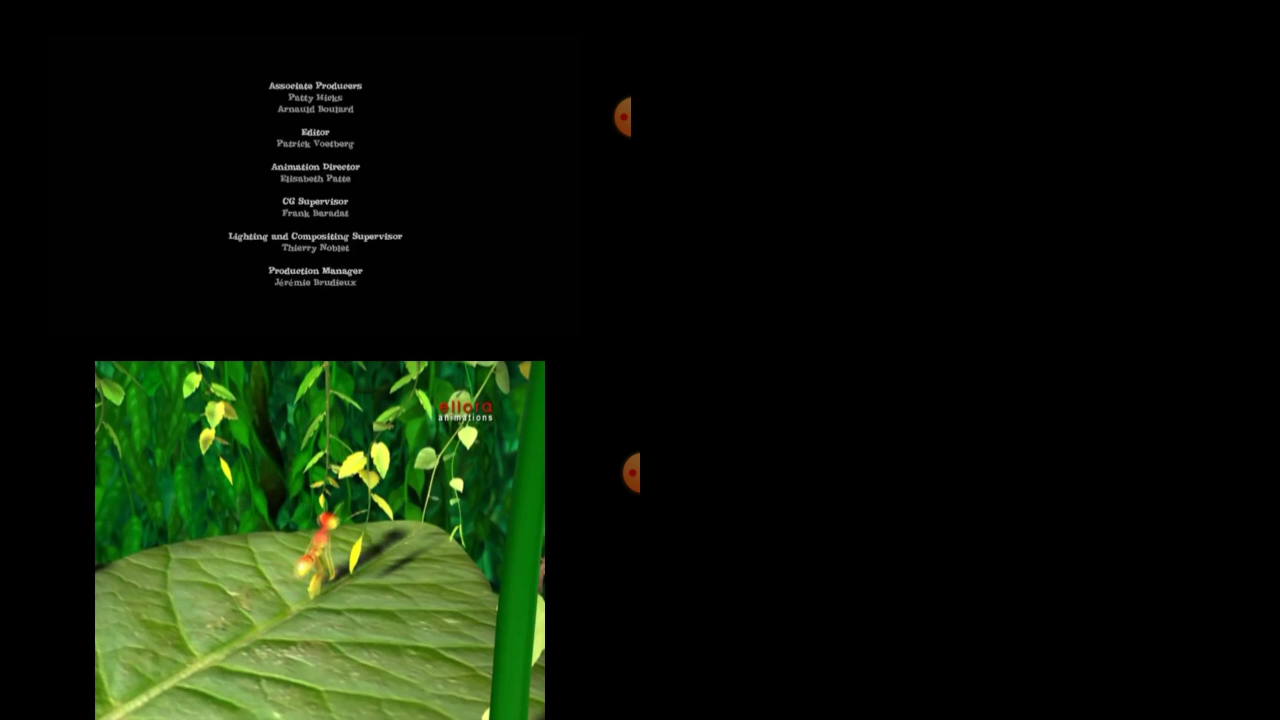 Associate Producers
Patty Hicks
Arnauld Boulard
Editor
Patrick Voetberg
Animation Director
Elisabeth Patte
CG Supervisor
Frank Baradat
Lighting and Compositing Supervisor
Thierry Noblet
Production Manager
Jérémie Brudieux
ellora
animations